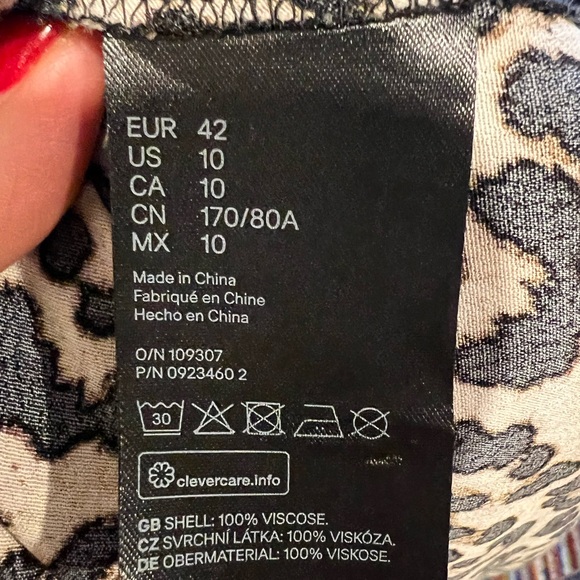 EUR 42
US 10
CA 10
CN 170/80A
MX 10
Made in China
Fabriqué en Chine
Hecho en China
O/N 109307
P/N 0923460 2
30
clevercare.info
GB SHELL: 100% VISCOSE.
CZ SVRCHNÍ LÁTKA: 100% VISKÓZA.
DE OBERMATERIAL: 100% VISKOSE.